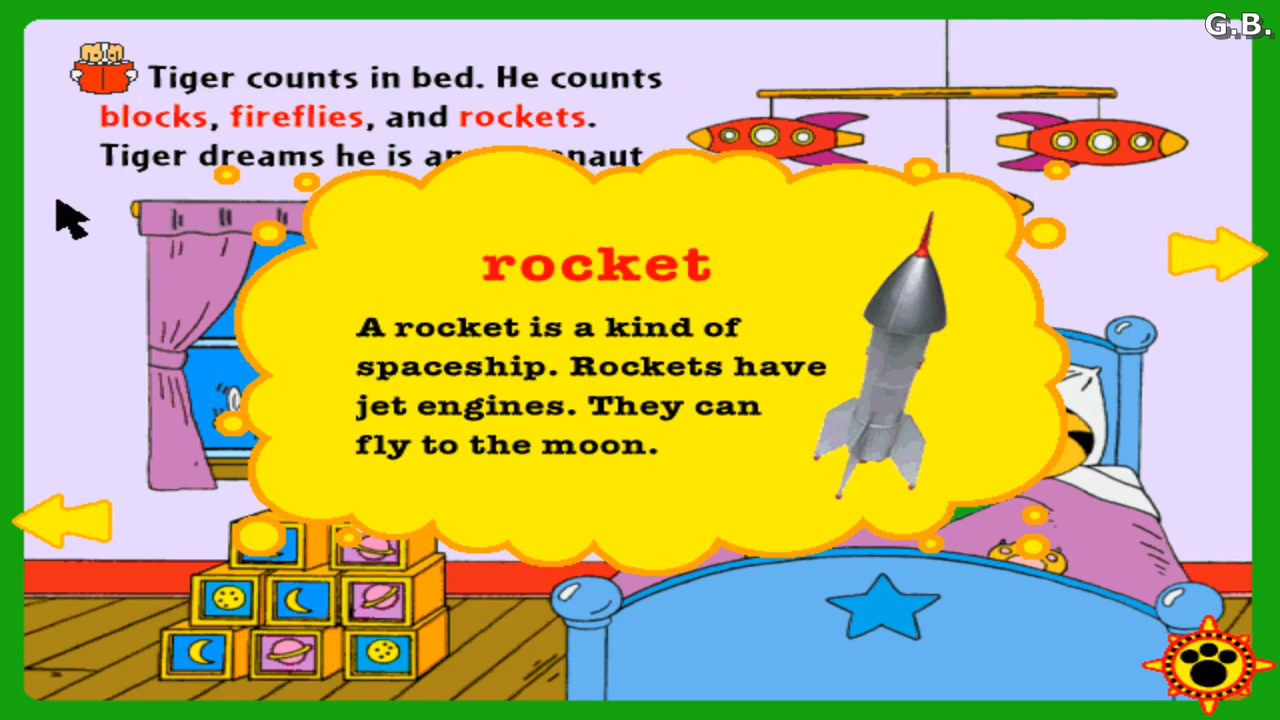 G.B.
Tiger counts in bed. He counts
blocks, fireflies, and rockets.
Tiger dreams he is an
rocket
A rocket is a kind of
spaceship. Rockets have
jet engines. They can
fly to the moon.